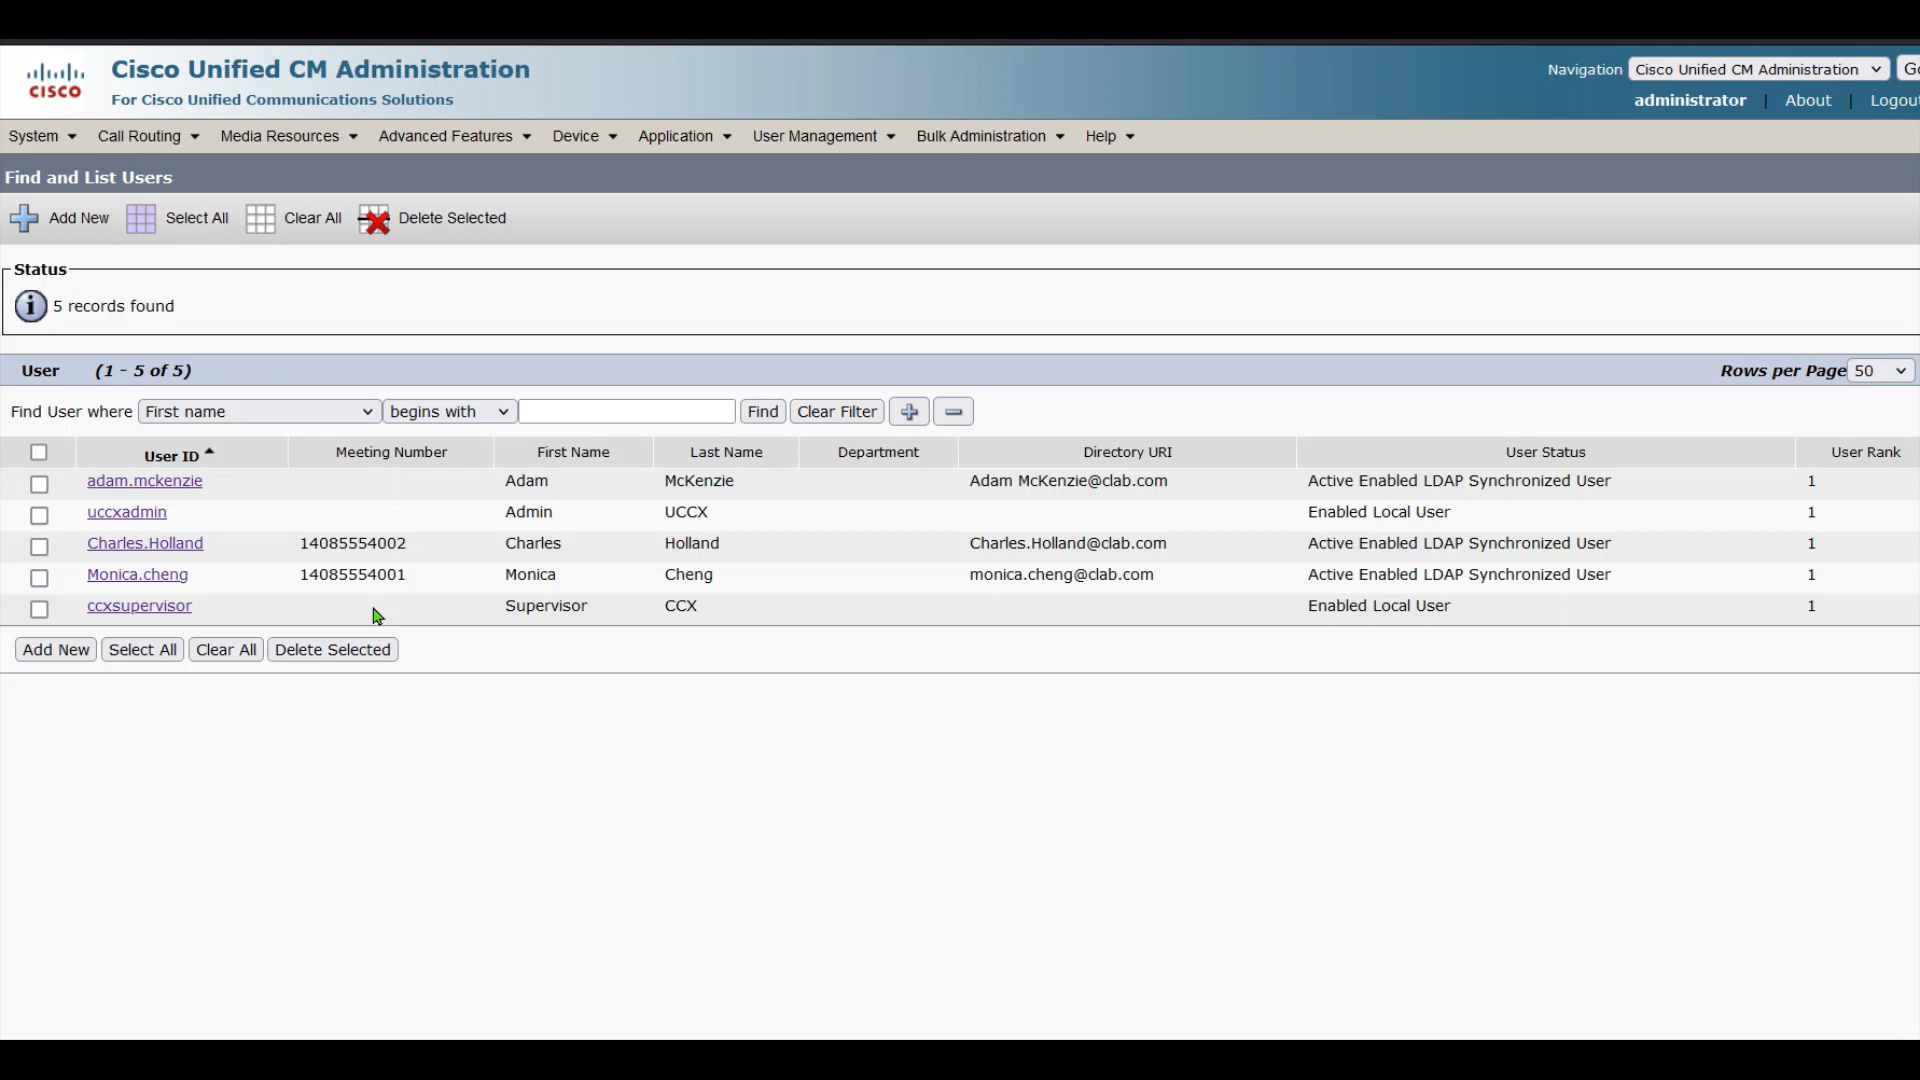 CISCO
Cisco Unified CM Administration
For Cisco Unified Communications Solutions
Navigation Cisco Unified CM Administration
administrator | About | Logout
System Call Routing Media Resources Advanced Features Device Application User Management Bulk Administration Help
Find and List Users
Add New Select All Clear All Delete Selected
Status
5 records found
User (1 - 5 of 5) Rows per Page 50
Find User where First name begins with Find Clear Filter
User ID Meeting Number First Name Last Name Department Directory URI User Status User Rank
adam.mckenzie Adam McKenzie Adam McKenzie@clab.com Active Enabled LDAP Synchronized User 1
uccxadmin Admin UCCX Enabled Local User 1
Charles.Holland 14085554002 Charles Holland Charles.Holland@clab.com Active Enabled LDAP Synchronized User 1
Monica.cheng 14085554001 Monica Cheng monica.cheng@clab.com Active Enabled LDAP Synchronized User 1
ccxsupervisor Supervisor CCX Enabled Local User 1
Add New Select All Clear All Delete Selected